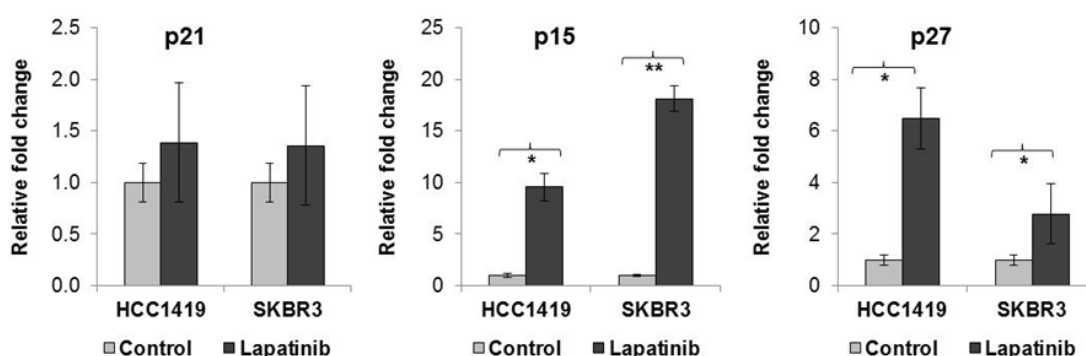 p21
Relative fold change
2.5
2.0
1.5
1.0
0.5
0.0
HCC1419 SKBR3
Control Lapatinib
p15
Relative fold change
25
20
15
10
5
0
*
**
HCC1419 SKBR3
Control Lapatinib
p27
Relative fold change
10
8
6
4
2
0
*
*
HCC1419 SKBR3
Control Lapatinib